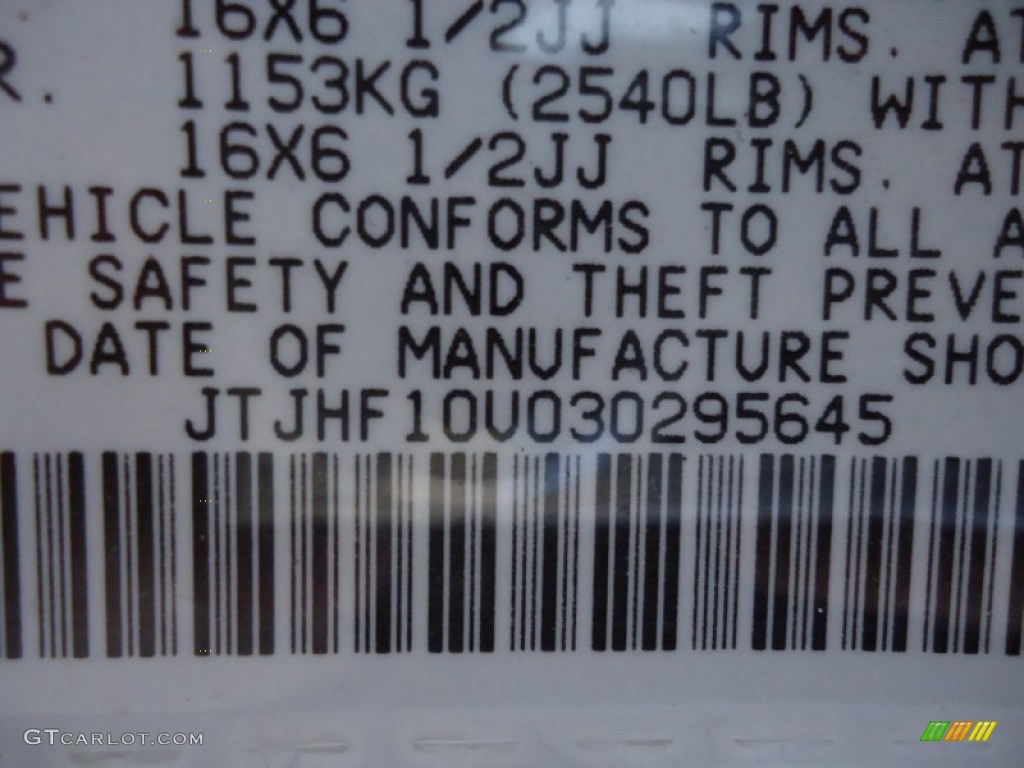 16X6 1/2JJ RIMS. AT
R. 1153KG (2540LB) WITH
16X6 1/2JJ RIMS. AT
EHICLE CONFORMS TO ALL A
E SAFETY AND THEFT PREVE
DATE OF MANUFACTURE SHO
JTJHF10U030295645
GTCARLOT.COM